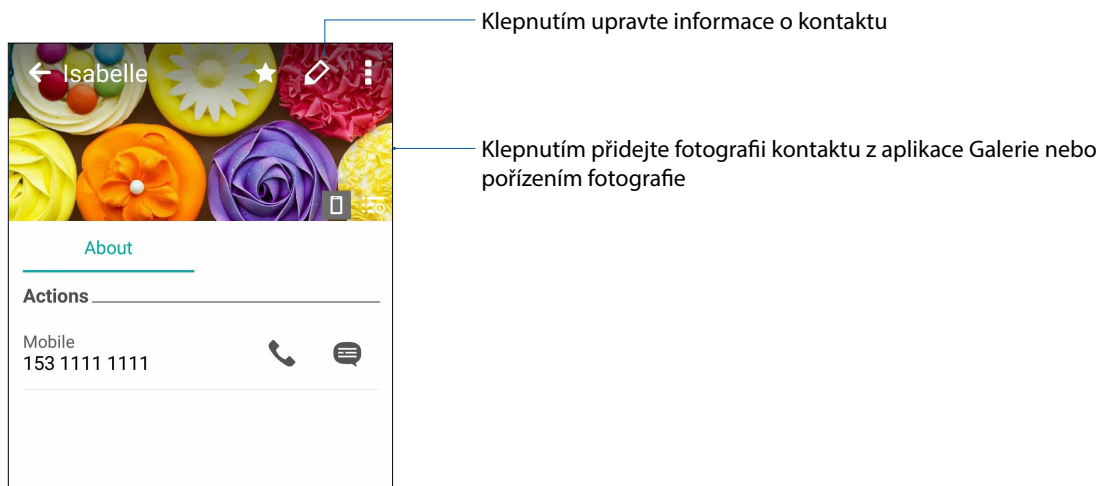 Klepnutím upravte informace o kontaktu
Isabelle
Klepnutím přidejte fotografii kontaktu z aplikace Galerie nebo
pořízením fotografie
About
Actions
Mobile
153 1111 1111